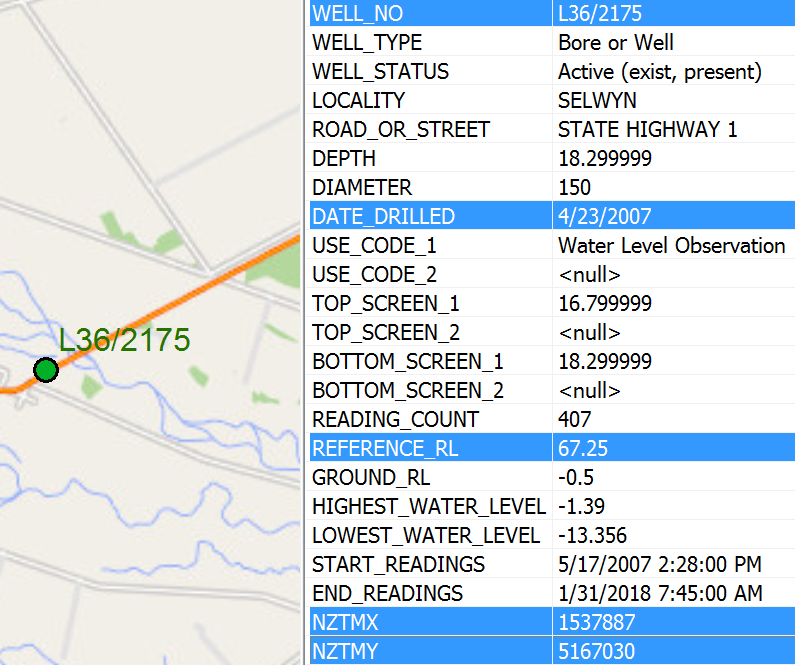 L36/2175
WELL_NO L36/2175
WELL_TYPE Bore or Well
WELL_STATUS Active (exist, present)
LOCALITY SELWYN
ROAD_OR_STREET STATE HIGHWAY 1
DEPTH 18.299999
DIAMETER 150
DATE_DRILLED 4/23/2007
USE_CODE_1 Water Level Observation
USE_CODE_2 <null>
TOP_SCREEN_1 16.799999
TOP_SCREEN_2 <null>
BOTTOM_SCREEN_1 18.299999
BOTTOM_SCREEN_2 <null>
READING_COUNT 407
REFERENCE_RL 67.25
GROUND_RL -0.5
HIGHEST_WATER_LEVEL -1.39
LOWEST_WATER_LEVEL -13.356
START_READINGS 5/17/2007 2:28:00 PM
END_READINGS 1/31/2018 7:45:00 AM
NZTMX 1537887
NZTMY 5167030